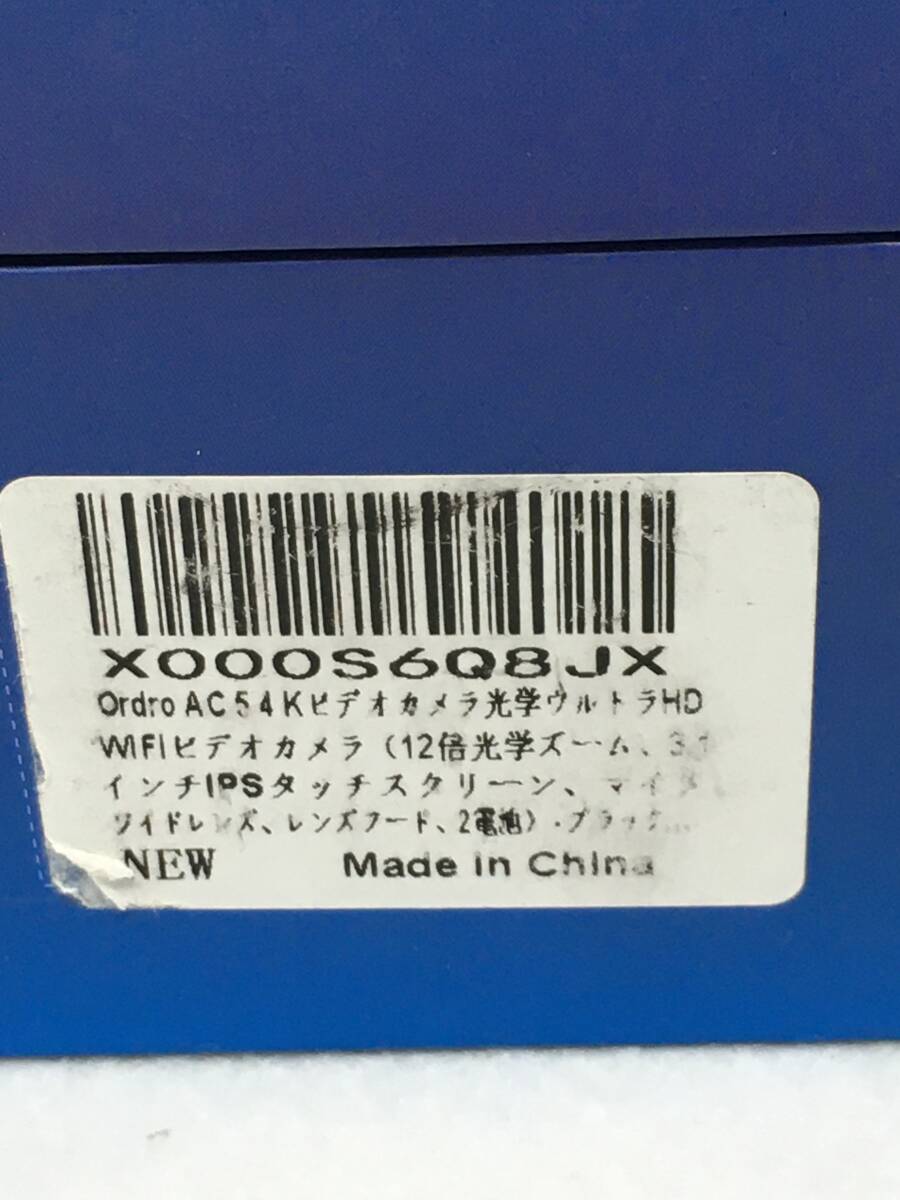 X000S6Q8JX
Ordro AC5 4Kビデオカメラ光学ウルトラHD
WIFIビデオカメラ（12倍光学ズーム、3.1
インチIPSタッチスクリーン、マイク
ワイドレンズ、レンズフード、2電池）-ブラック...
NEW Made in China